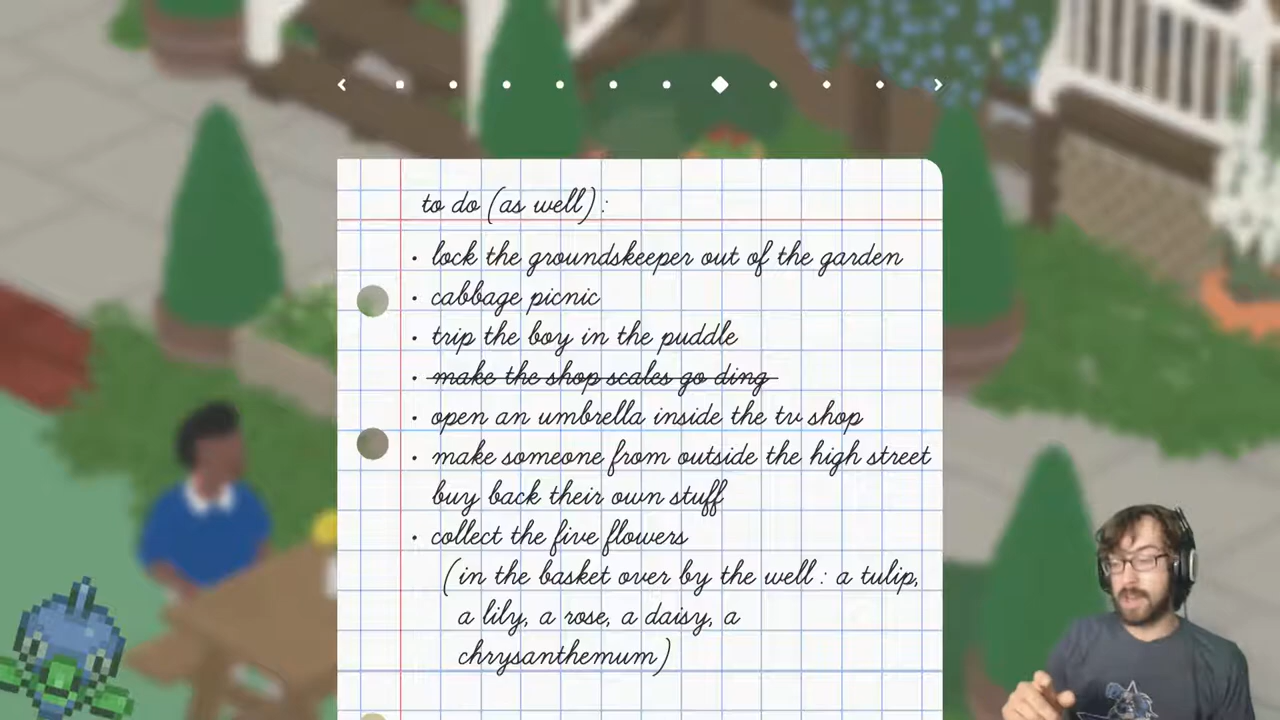 to do (as well) :
• lock the groundskeeper out of the garden
• cabbage picnic
• trip the boy in the puddle
• make the shop scales go ding
• open an umbrella inside the tv shop
• make someone from outside the high street
buy back their own stuff
• collect the five flowers
(in the basket over by the well : a tulip,
a lily, a rose, a daisy, a
chrysanthemum)